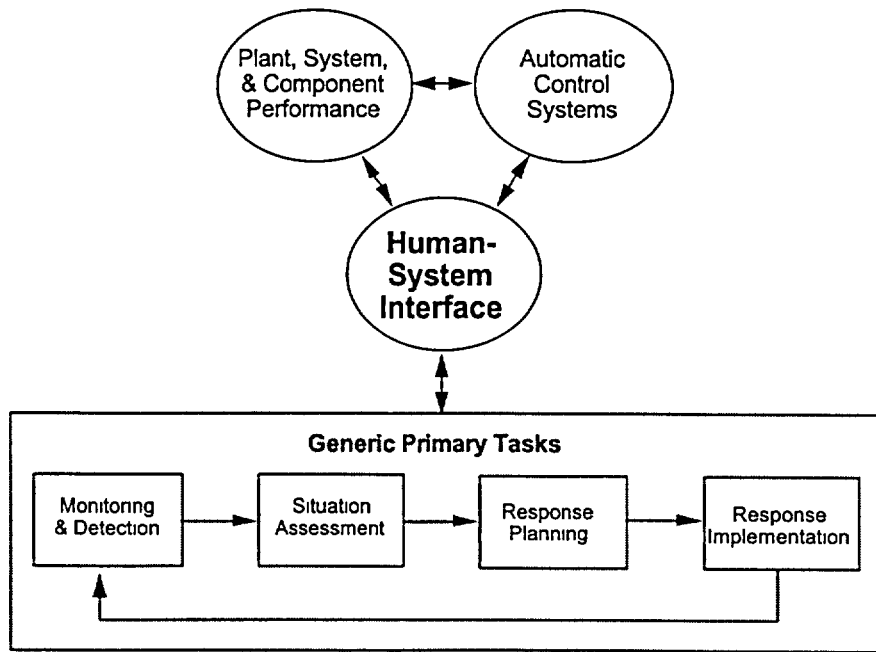 Plant, System,
& Component
Performance
Automatic
Control
Systems
Human-
System
Interface
Generic Primary Tasks
Monitoring
& Detection
Situation
Assessment
Response
Planning
Response
Implementation